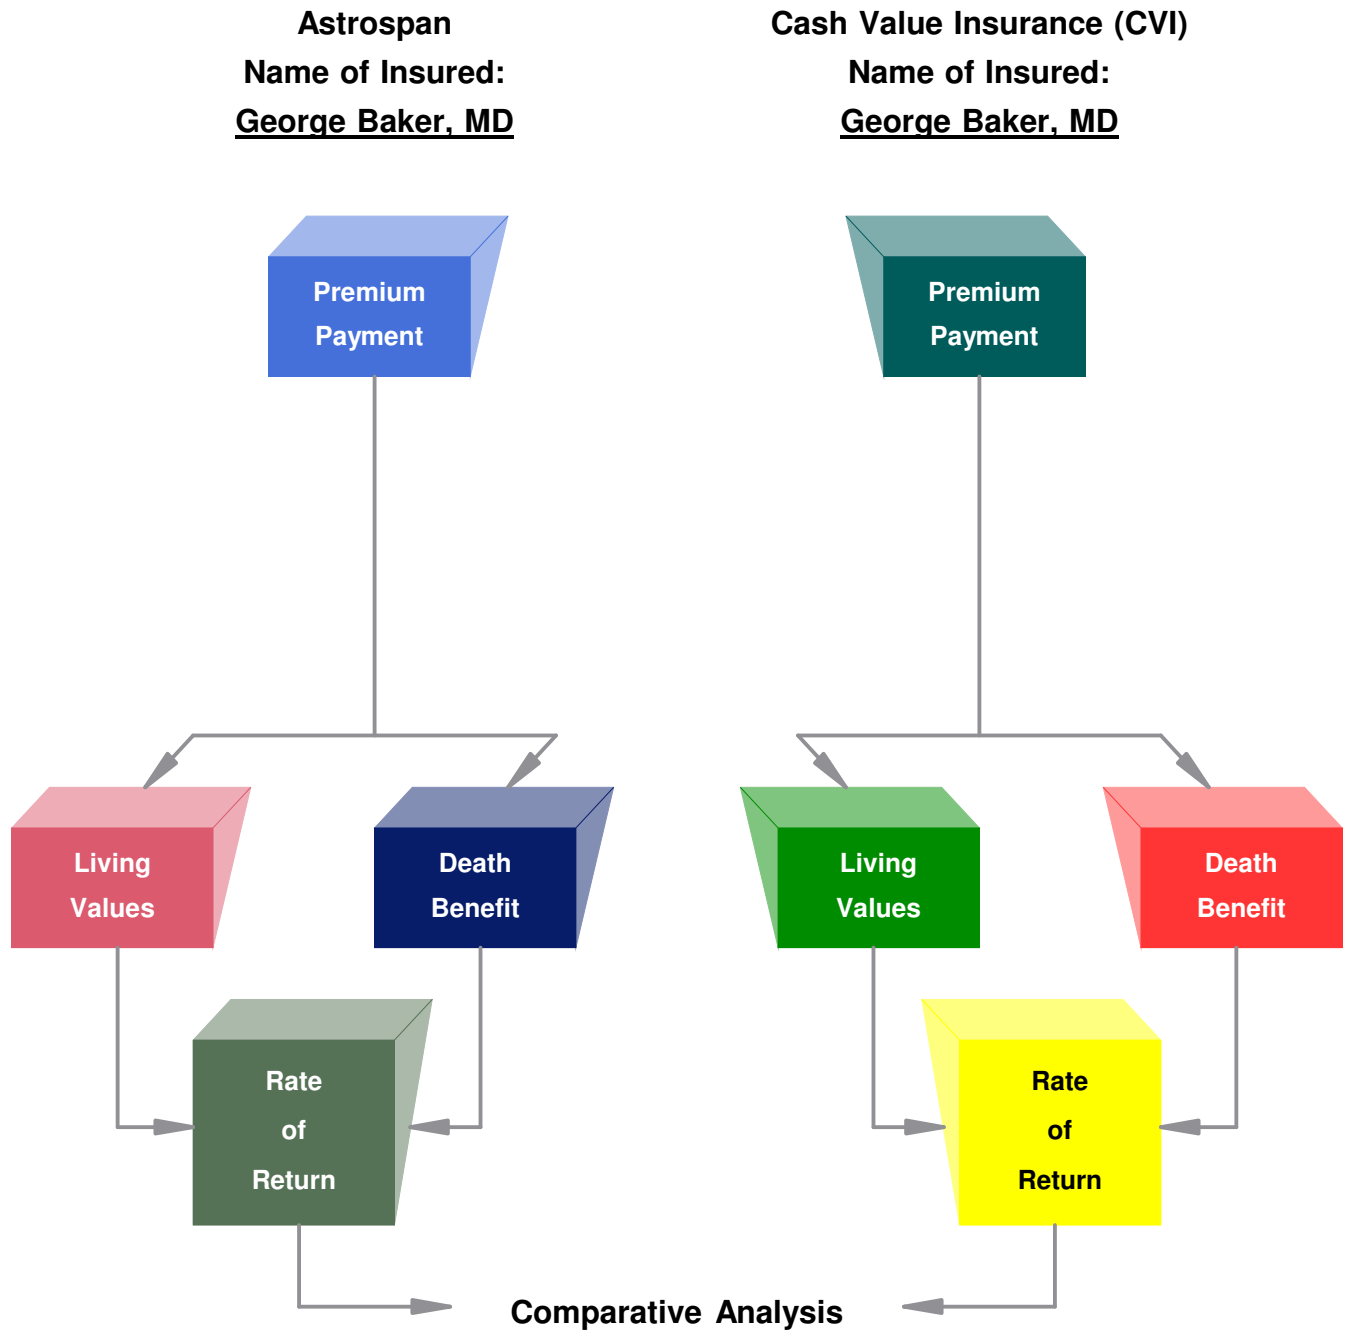 Astrospan
Name of Insured:
George Baker, MD
Cash Value Insurance (CVI)
Name of Insured:
George Baker, MD
Premium
Payment
Premium
Payment
Living
Values
Death
Benefit
Living
Values
Death
Benefit
Rate
of
Return
Rate
of
Return
Comparative Analysis